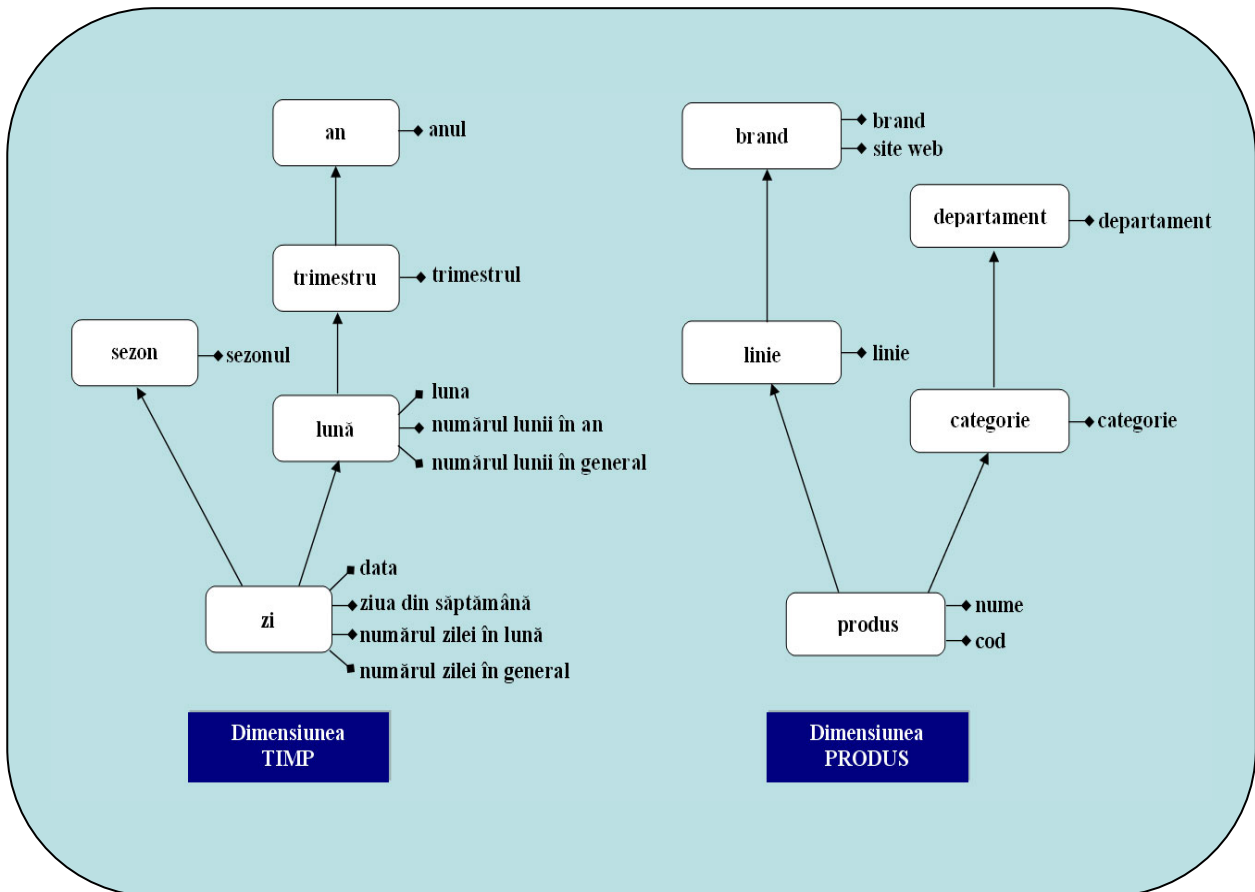 an
anul
trimestru
trimestrul
sezon
sezonul
lună
luna
numărul lunii în an
numărul lunii în general
zi
data
ziua din săptămână
numărul zilei în lună
numărul zilei în general
Dimensiunea
TIMP
brand
brand
site web
departament
departament
linie
linie
categorie
categorie
produs
nume
cod
Dimensiunea
PRODUS